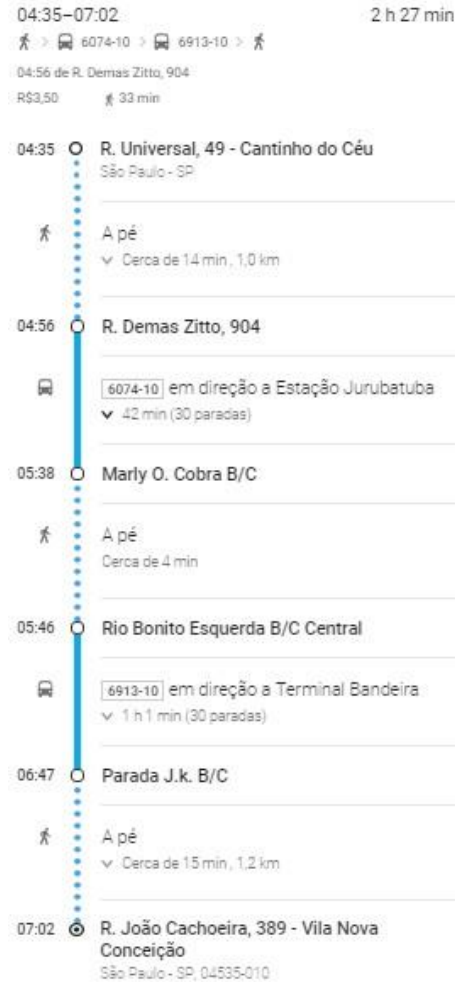 04:35–07:02 2 h 27 min
6074-10 > 6913-10 >
04:56 de R. Demas Zitto, 904
R$3,50 33 min
04:35 R. Universal, 49 - Cantinho do Céu
São Paulo - SP
A pé
Cerca de 14 min, 1,0 km
04:56 R. Demas Zitto, 904
6074-10 em direção a Estação Jurubatuba
42 min (30 paradas)
05:38 Marly O. Cobra B/C
A pé
Cerca de 4 min
05:46 Rio Bonito Esquerda B/C Central
6913-10 em direção a Terminal Bandeira
1 h 1 min (30 paradas)
06:47 Parada J.k. B/C
A pé
Cerca de 15 min, 1,2 km
07:02 R. João Cachoeira, 389 - Vila Nova
Conceição
São Paulo - SP, 04535-010